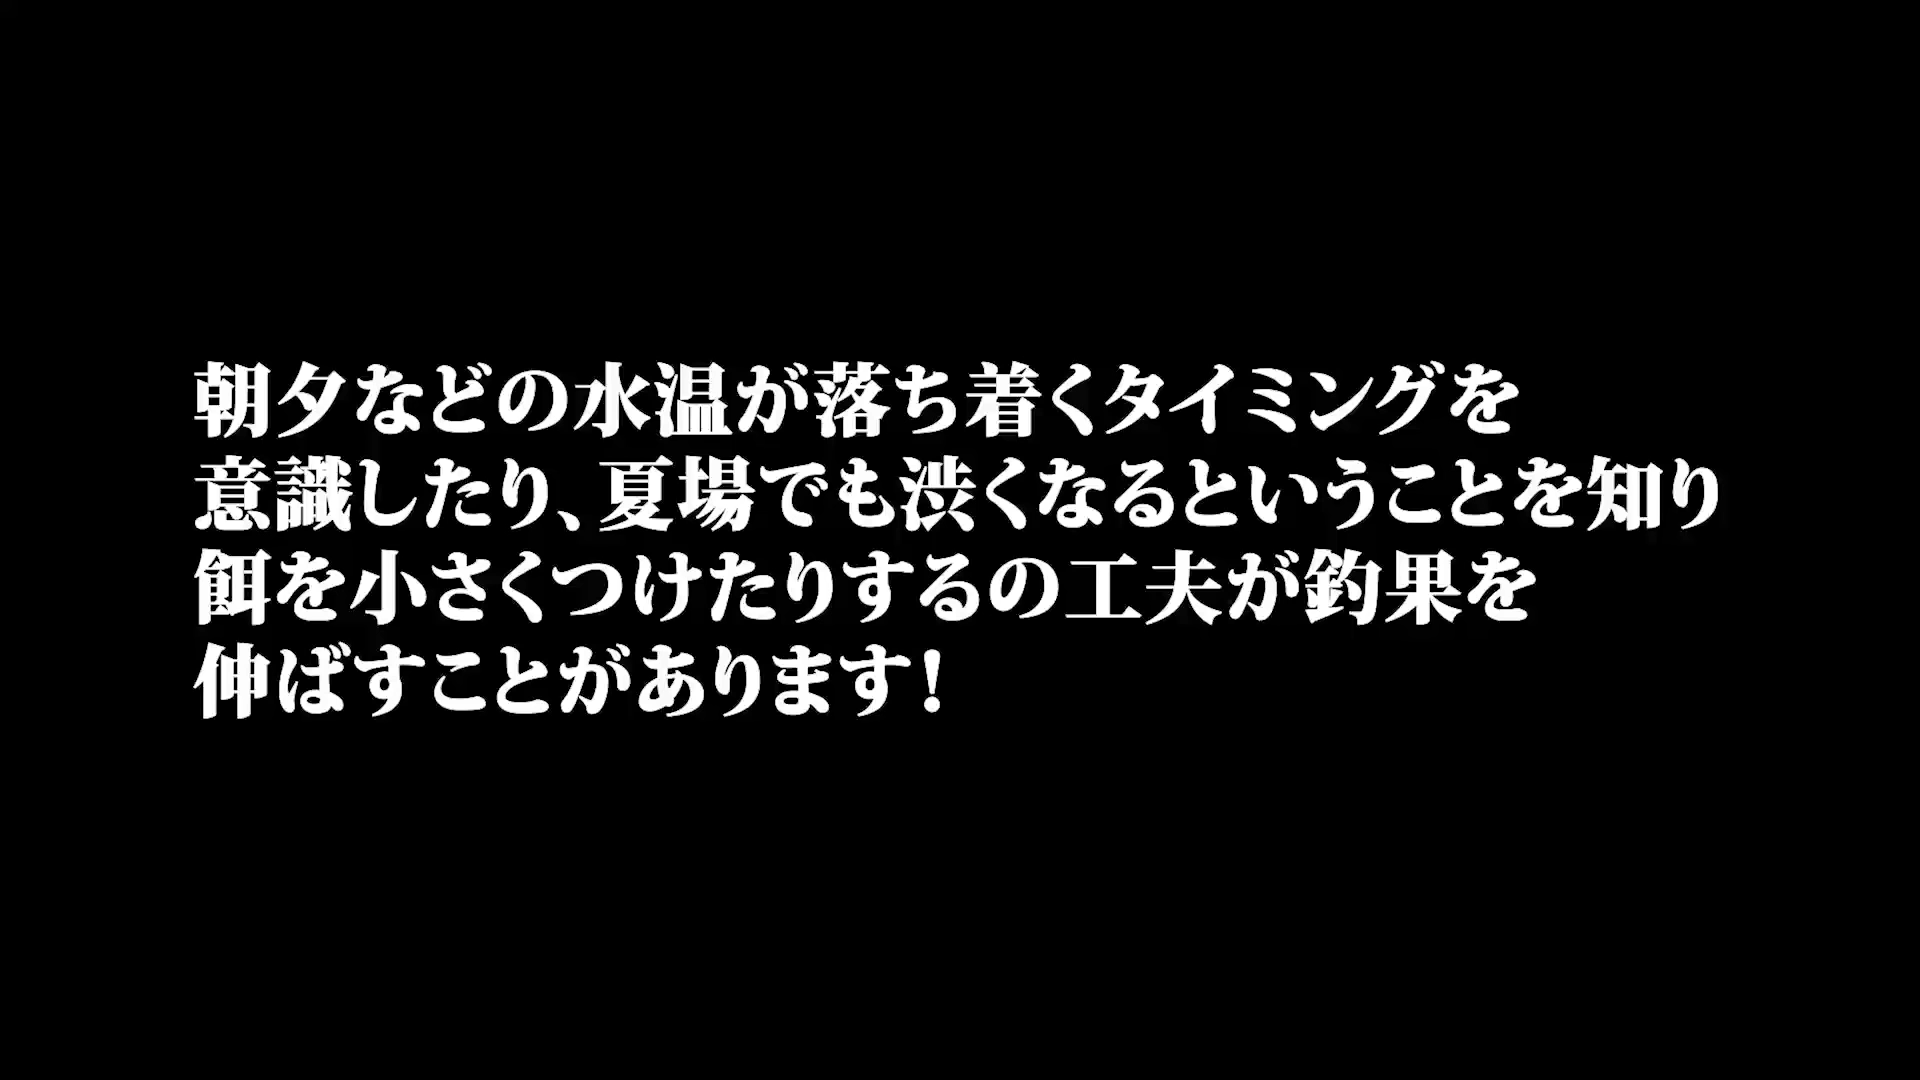 朝夕などの水温が落ち着くタイミングを
意識したり、夏場でも渋くなるということを知り
餌を小さくつけたりするの工夫が釣果を
伸ばすことがあります！